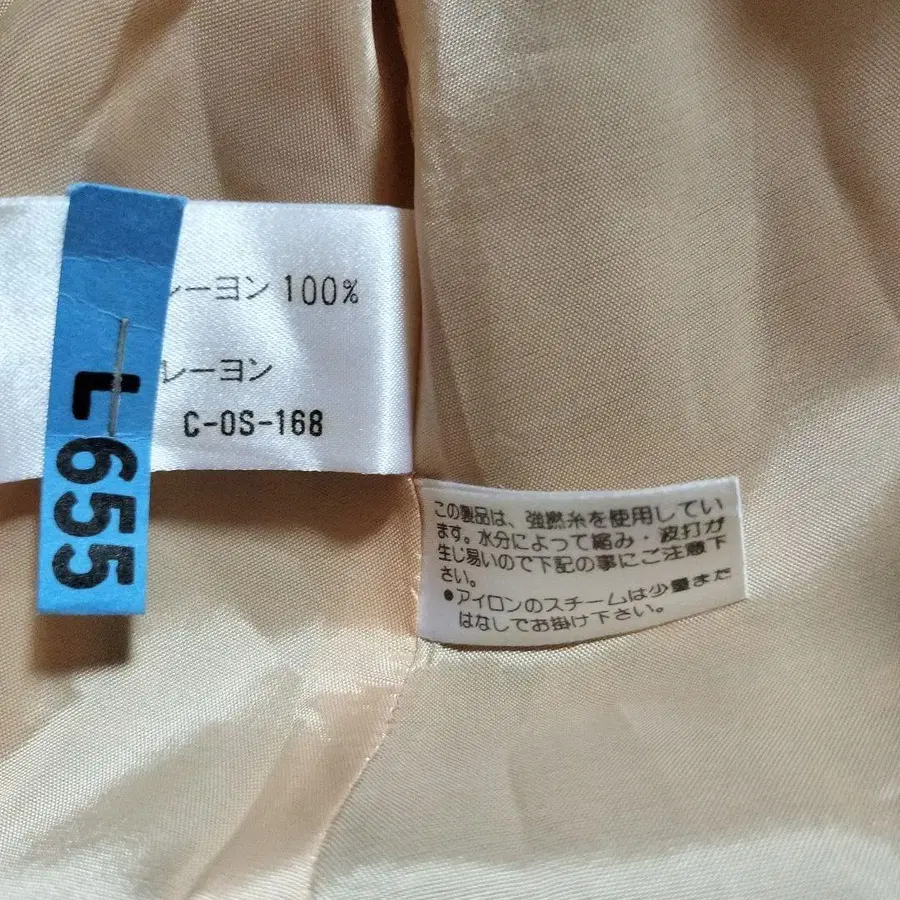 レーヨン 100%
レーヨン
C-OS-168
L-655
この製品は、強撚糸を使用してい
ます。水分によって縮み・波打が
生じ易いので下記の事にご注意下
さい。
●アイロンのスチームは少量また
はなしでお掛け下さい。